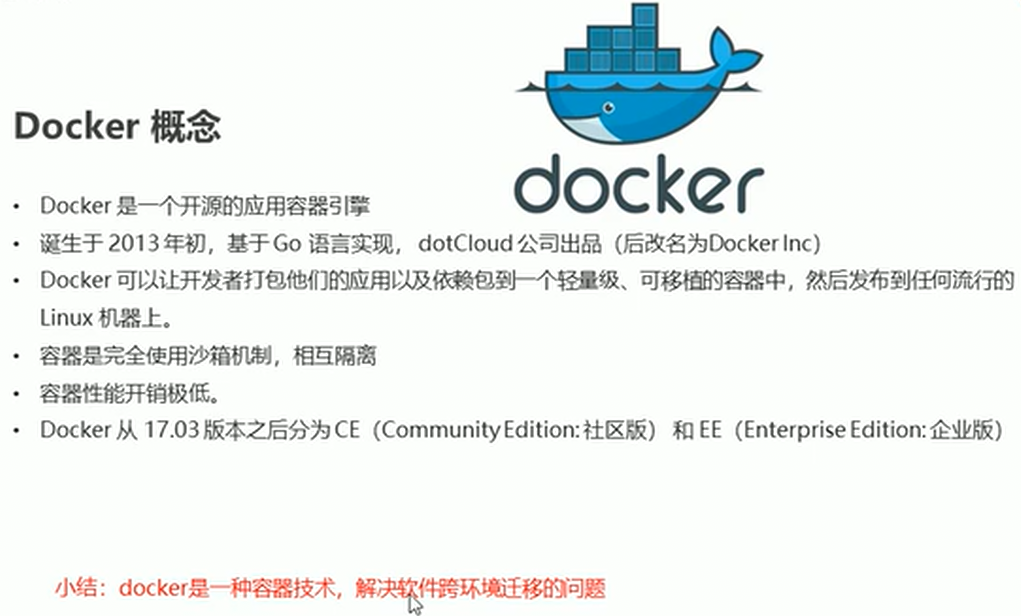 docker
Docker 概念
• Docker 是一个开源的应用容器引擎
• 诞生于 2013 年初，基于 Go 语言实现， dotCloud 公司出品（后改名为Docker Inc）
• Docker 可以让开发者打包他们的应用以及依赖包到一个轻量级、可移植的容器中，然后发布到任何流行的
Linux 机器上。
• 容器是完全使用沙箱机制，相互隔离
• 容器性能开销极低。
• Docker 从 17.03 版本之后分为 CE（Community Edition: 社区版） 和 EE（Enterprise Edition: 企业版）
小结：docker是一种容器技术，解决软件跨环境迁移的问题